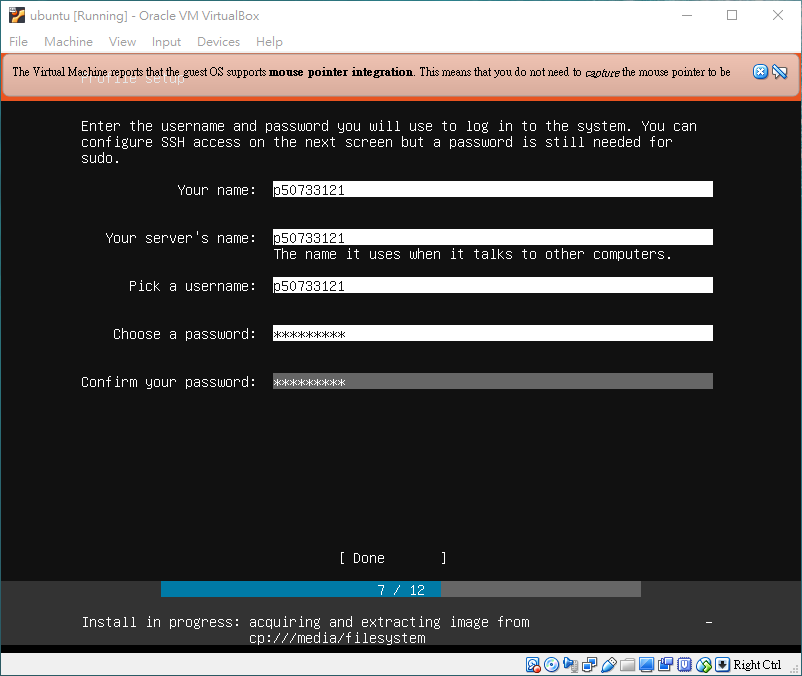 ubuntu [Running] - Oracle VM VirtualBox
File Machine View Input Devices Help
The Virtual Machine reports that the guest OS supports mouse pointer integration. This means that you do not need to capture the mouse pointer to be
Profile setup
Enter the username and password you will use to log in to the system. You can
configure SSH access on the next screen but a password is still needed for
sudo.
Your name: p50733121
Your server's name: p50733121
The name it uses when it talks to other computers.
Pick a username: p50733121
Choose a password: *********
Confirm your password: *********
[ Done ]
7 / 12
Install in progress: acquiring and extracting image from -
cp:///media/filesystem
Right Ctrl